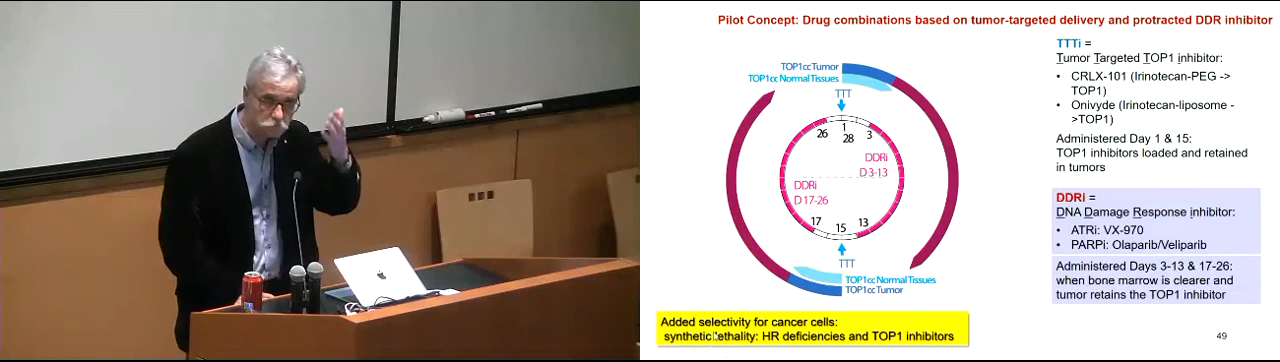 Pilot Concept: Drug combinations based on tumor-targeted delivery and protracted DDR inhibitor
TOP1cc Tumor
TOP1cc Normal Tissues
TTT
26
1
28
3
DDRi
D 3-13
DDRi
D 17-26
17
15
13
TTT
TOP1cc Normal Tissues
TOP1cc Tumor
TTTi =
Tumor Targeted TOP1 inhibitor:
• CRLX-101 (Irinotecan-PEG ->
TOP1)
• Onivyde (Irinotecan-liposome -
>TOP1)
Administered Day 1 & 15:
TOP1 inhibitors loaded and retained
in tumors
DDRi =
DNA Damage Response inhibitor:
• ATRi: VX-970
• PARPi: Olaparib/Veliparib
Administered Days 3-13 & 17-26:
when bone marrow is clearer and
tumor retains the TOP1 inhibitor
Added selectivity for cancer cells:
synthetic lethality: HR deficiencies and TOP1 inhibitors
49